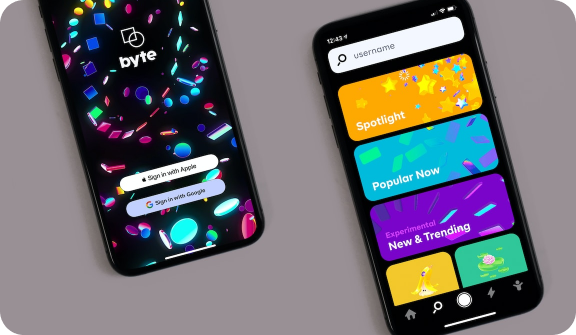 byte
Sign in with Apple
Sign in with Google
12:43
username
Spotlight
Popular Now
Experimental
New & Trending